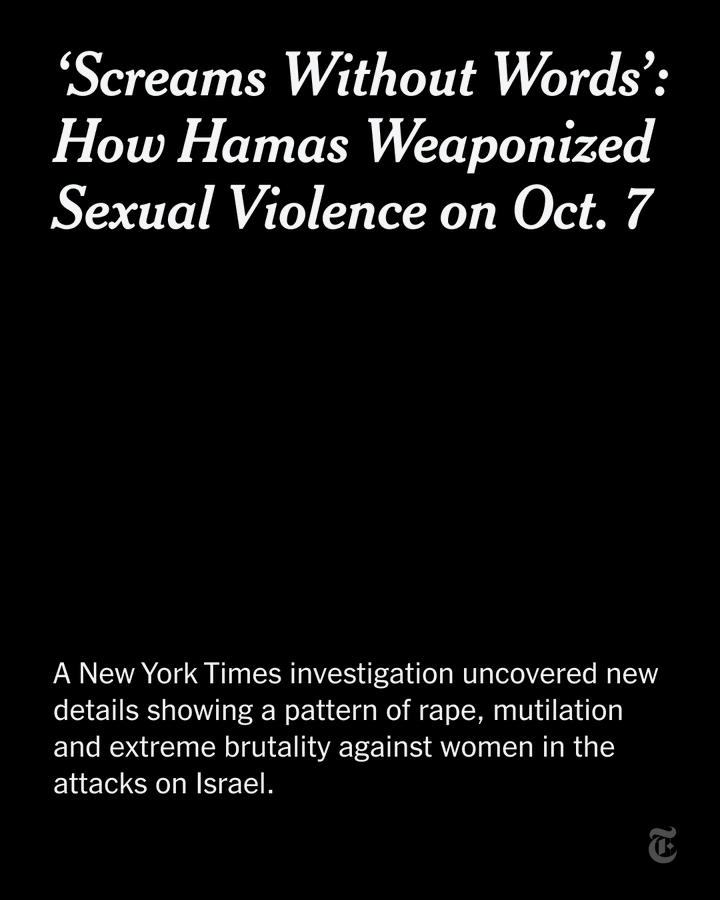 ‘Screams Without Words’:
How Hamas Weaponized
Sexual Violence on Oct. 7
A New York Times investigation uncovered new
details showing a pattern of rape, mutilation
and extreme brutality against women in the
attacks on Israel.
T